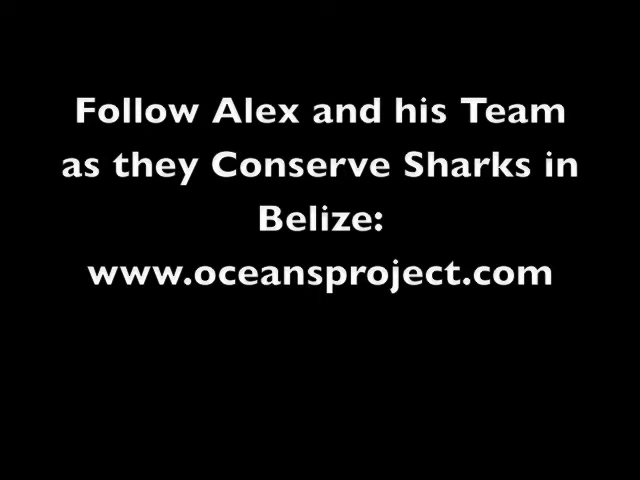 Follow Alex and his Team
as they Conserve Sharks in
Belize:
www.oceansproject.com